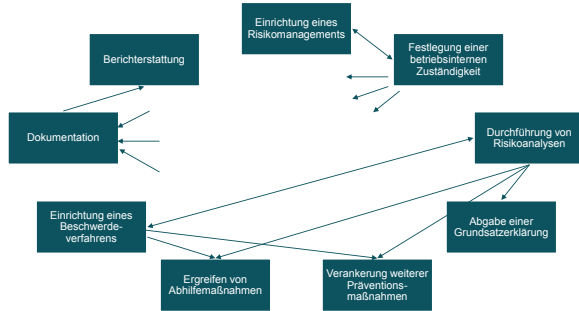 Einrichtung eines
Risikomanagements
Festlegung einer
betriebsinternen
Zuständigkeit
Berichterstattung
Dokumentation
Durchführung von
Risikoanalysen
Einrichtung eines
Beschwerde-
verfahrens
Abgabe einer
Grundsatzerklärung
Ergreifen von
Abhilfemaßnahmen
Verankerung weiterer
Präventions-
maßnahmen